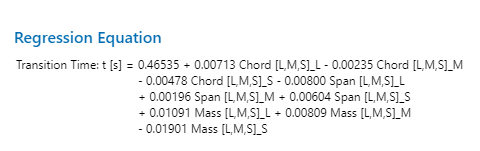 Regression Equation
Transition Time: t [s] = 0.46535 + 0.00713 Chord [L,M,S]_L - 0.00235 Chord [L,M,S]_M
- 0.00478 Chord [L,M,S]_S - 0.00800 Span [L,M,S]_L
+ 0.00196 Span [L,M,S]_M + 0.00604 Span [L,M,S]_S
+ 0.01091 Mass [L,M,S]_L + 0.00809 Mass [L,M,S]_M
- 0.01901 Mass [L,M,S]_S